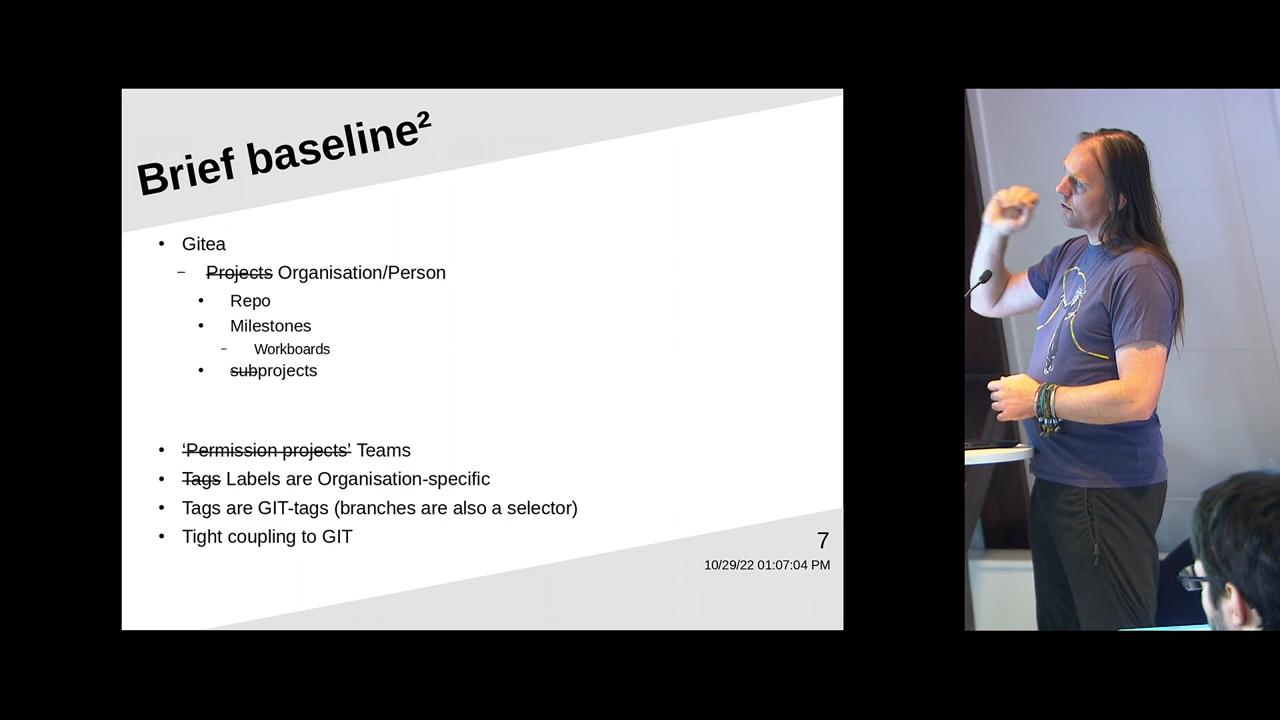 Brief baseline²
• Gitea
– Projects Organisation/Person
• Repo
• Milestones
– Workboards
• subprojects
• ‘Permission projects’ Teams
• Tags Labels are Organisation-specific
• Tags are GIT-tags (branches are also a selector)
• Tight coupling to GIT
7
10/29/22 01:07:04 PM